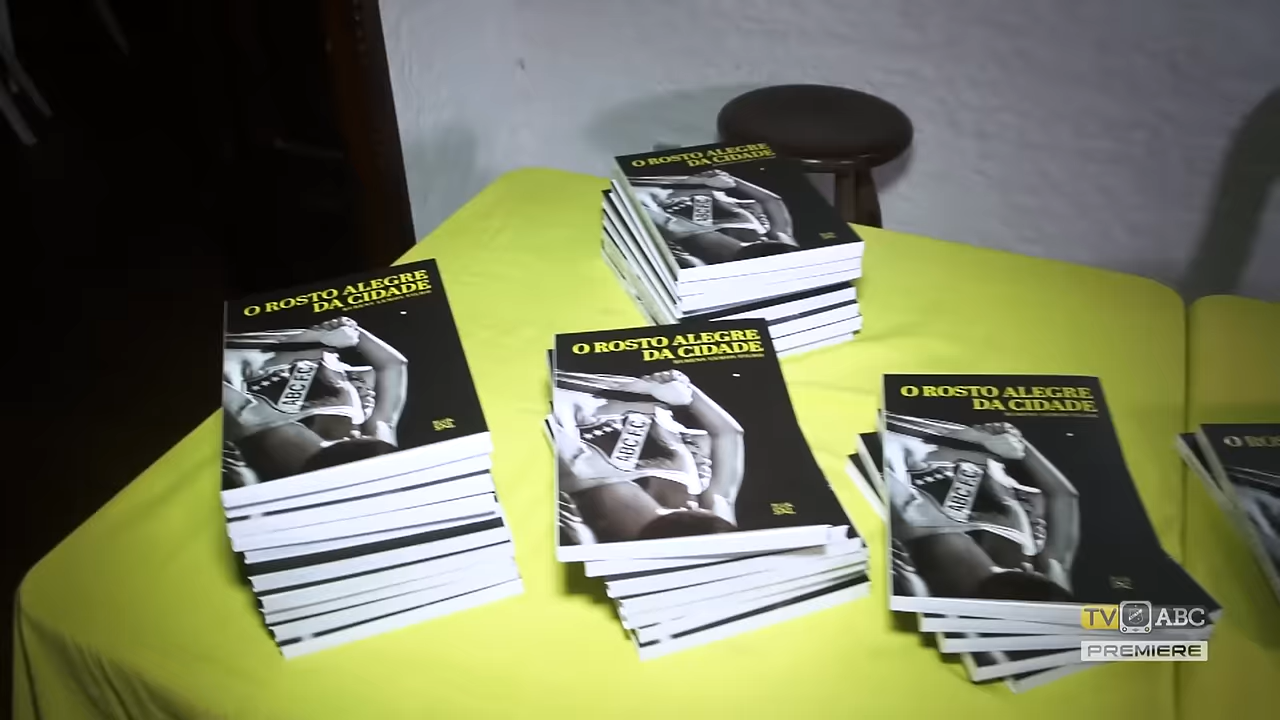 O ROSTO ALEGRE
DA CIDADE
ABC F.C.
O ROSTO ALEGRE
DA CIDADE
ABC F.C.
O ROSTO ALEGRE
DA CIDADE
ABC F.C.
O ROSTO ALEGRE
DA CIDADE
ABC F.C.
O ROS
TV ABC
PREMIERE